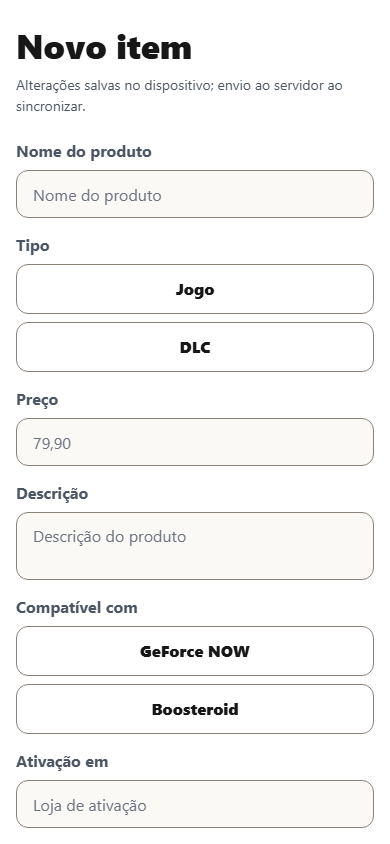 Novo item
Alterações salvas no dispositivo; envio ao servidor ao
sincronizar.
Nome do produto
Nome do produto
Tipo
Jogo
DLC
Preço
79,90
Descrição
Descrição do produto
Compatível com
GeForce NOW
Boosteroid
Ativação em
Loja de ativação